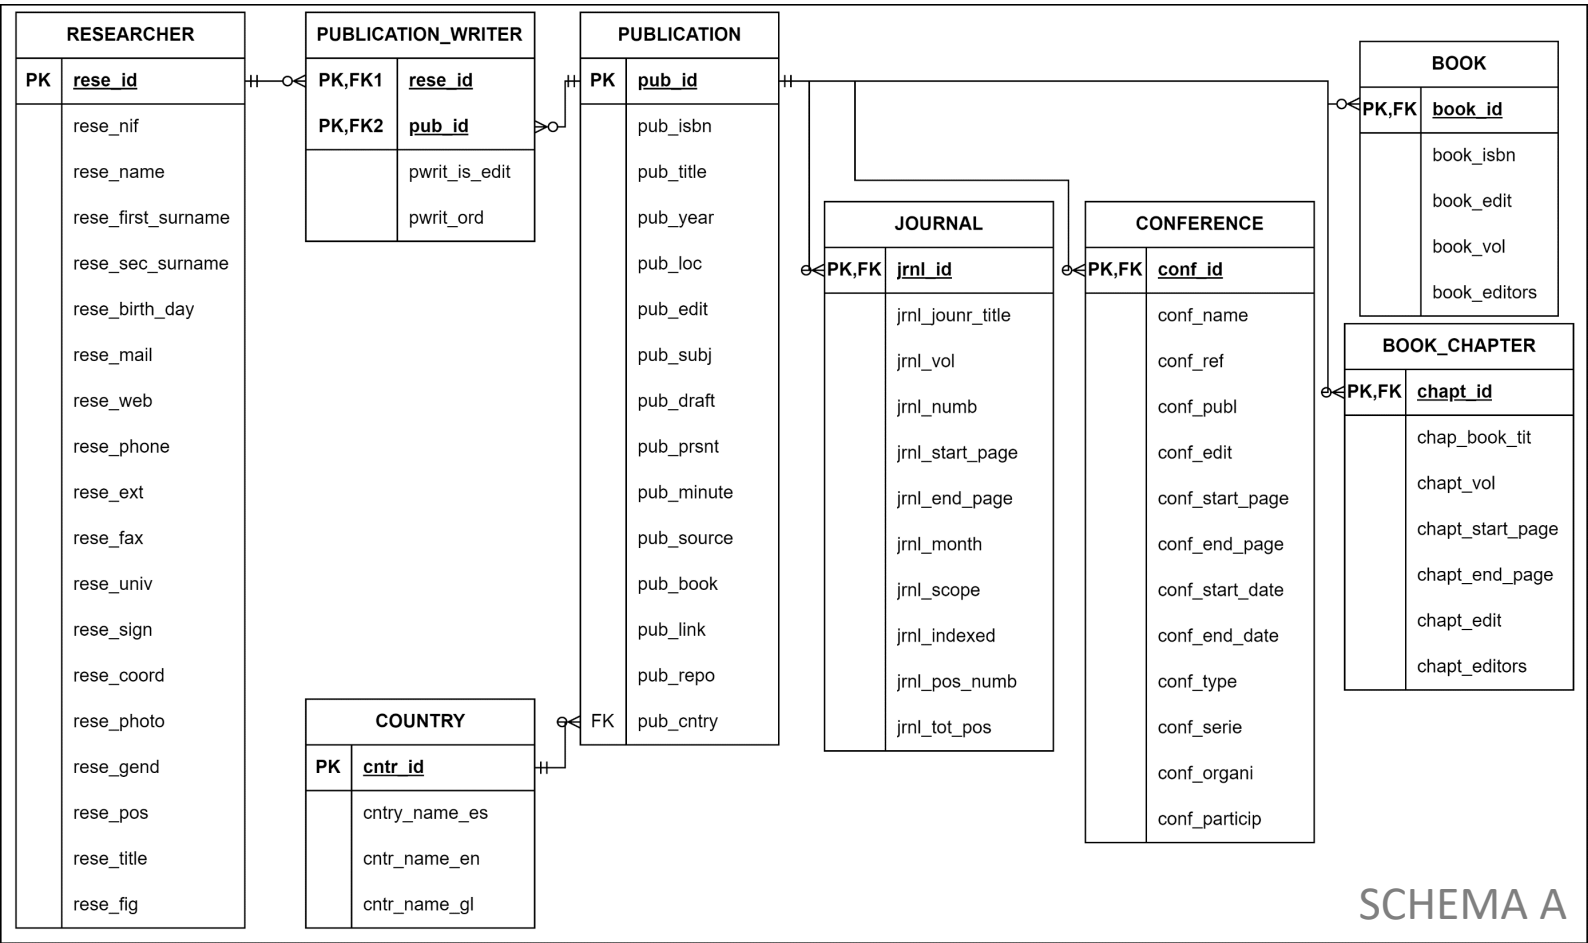 RESEARCHER
PK rese_id
rese_nif
rese_name
rese_first_surname
rese_sec_surname
rese_birth_day
rese_mail
rese_web
rese_phone
rese_ext
rese_fax
rese_univ
rese_sign
rese_coord
rese_photo
rese_gend
rese_pos
rese_title
rese_fig
PUBLICATION_WRITER
PK,FK1 rese_id
PK,FK2 pub_id
pwrit_is_edit
pwrit_ord
COUNTRY
PK cntr_id
cntry_name_es
cntr_name_en
cntr_name_gl
PUBLICATION
PK pub_id
pub_isbn
pub_title
pub_year
pub_loc
pub_edit
pub_subj
pub_draft
pub_prsnt
pub_minute
pub_source
pub_book
pub_link
pub_repo
FK pub_cntry
JOURNAL
PK,FK jrnl_id
jrnl_jounr_title
jrnl_vol
jrnl_numb
jrnl_start_page
jrnl_end_page
jrnl_month
jrnl_scope
jrnl_indexed
jrnl_pos_numb
jrnl_tot_pos
CONFERENCE
PK,FK conf_id
conf_name
conf_ref
conf_publ
conf_edit
conf_start_page
conf_end_page
conf_start_date
conf_end_date
conf_type
conf_serie
conf_organi
conf_particip
BOOK
PK,FK book_id
book_isbn
book_edit
book_vol
book_editors
BOOK_CHAPTER
PK,FK chapt_id
chap_book_tit
chapt_vol
chapt_start_page
chapt_end_page
chapt_edit
chapt_editors
SCHEMA A